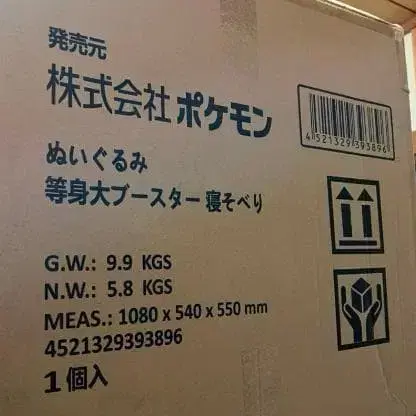 発売元
株式会社 ポケモン
4521329393896
ぬいぐるみ
等身大ブースター 寝そべり
G.W.: 9.9 KGS
N.W.: 5.8 KGS
MEAS.: 1080 x 540 x 550 mm
4521329393896
1個入